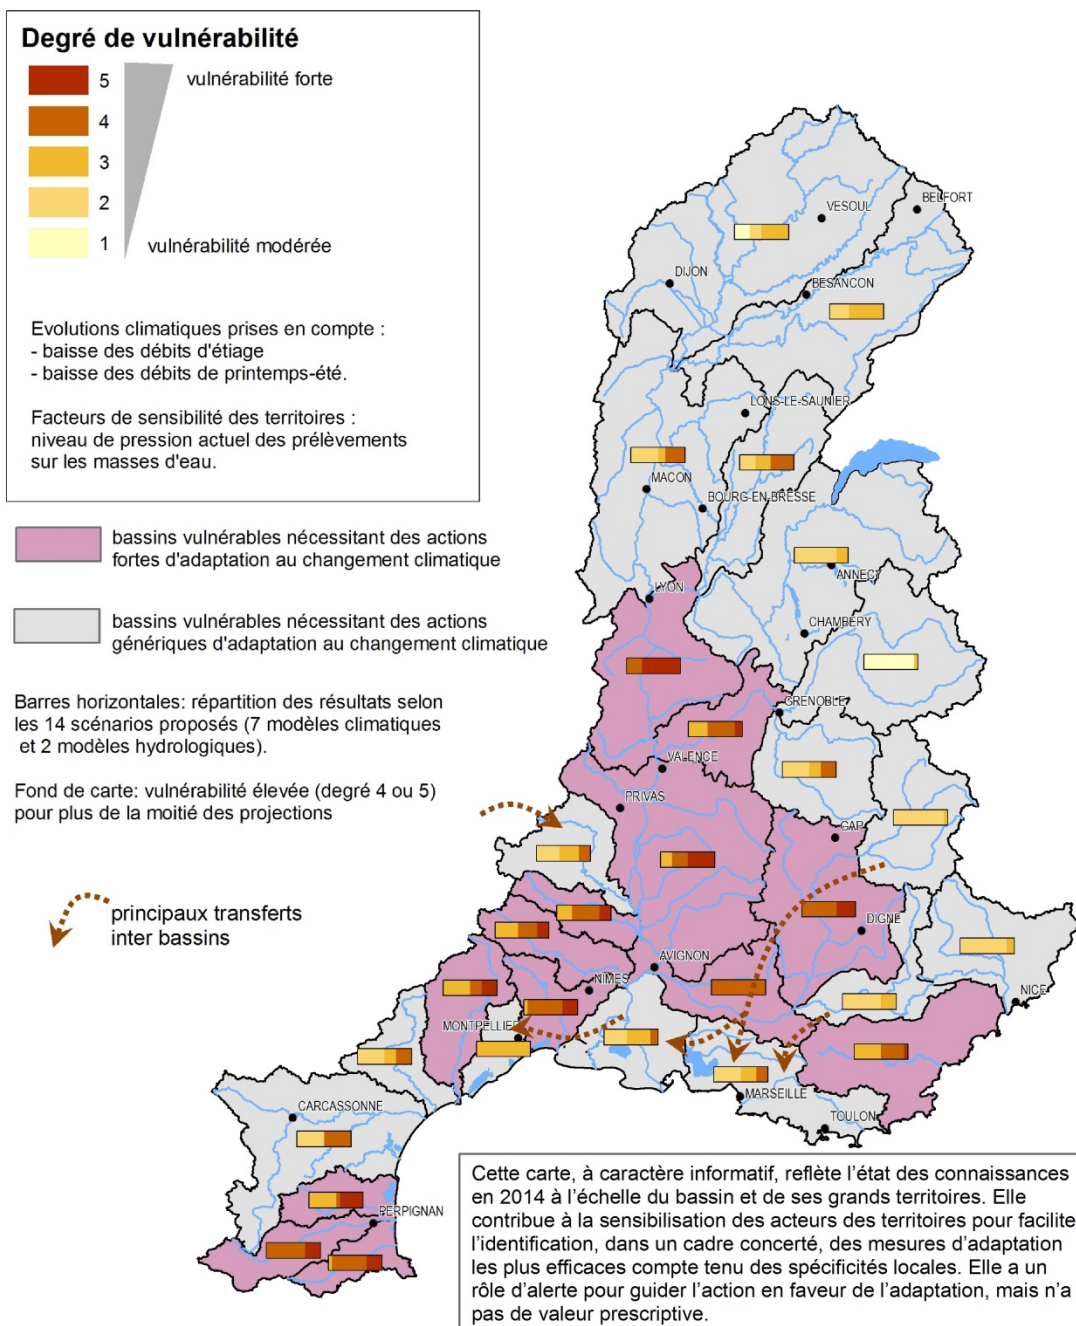 Degré de vulnérabilité
5
vulnérabilité forte
4
3
2
1
vulnérabilité modérée
Evolutions climatiques prises en compte :
- baisse des débits d'étiage
- baisse des débits de printemps-été.
Facteurs de sensibilité des territoires :
niveau de pression actuel des prélèvements
sur les masses d'eau.
bassins vulnérables nécessitant des actions
fortes d'adaptation au changement climatique
bassins vulnérables nécessitant des actions
génériques d'adaptation au changement climatique
Barres horizontales: répartition des résultats selon
les 14 scénarios proposés (7 modèles climatiques
et 2 modèles hydrologiques).
Fond de carte: vulnérabilité élevée (degré 4 ou 5)
pour plus de la moitié des projections
principaux transferts
inter bassins
BELFORT
VESOUL
DIJON
BESANCON
LONS-LE-SAUNIER
MACON
BOURG-EN-BRESSE
ANNECY
LYON
CHAMBERY
GRENOBLE
VALENCE
PRIVAS
GAP
DIGNE
AVIGNON
NIMES
NICE
MONTPELLIER
MARSEILLE
TOULON
CARCASSONNE
PERPIGNAN
Cette carte, à caractère informatif, reflète l'état des connaissances
en 2014 à l'échelle du bassin et de ses grands territoires. Elle
contribue à la sensibilisation des acteurs des territoires pour facilite
l'identification, dans un cadre concerté, des mesures d'adaptation
les plus efficaces compte tenu des spécificités locales. Elle a un
rôle d'alerte pour guider l'action en faveur de l'adaptation, mais n'a
pas de valeur prescriptive.